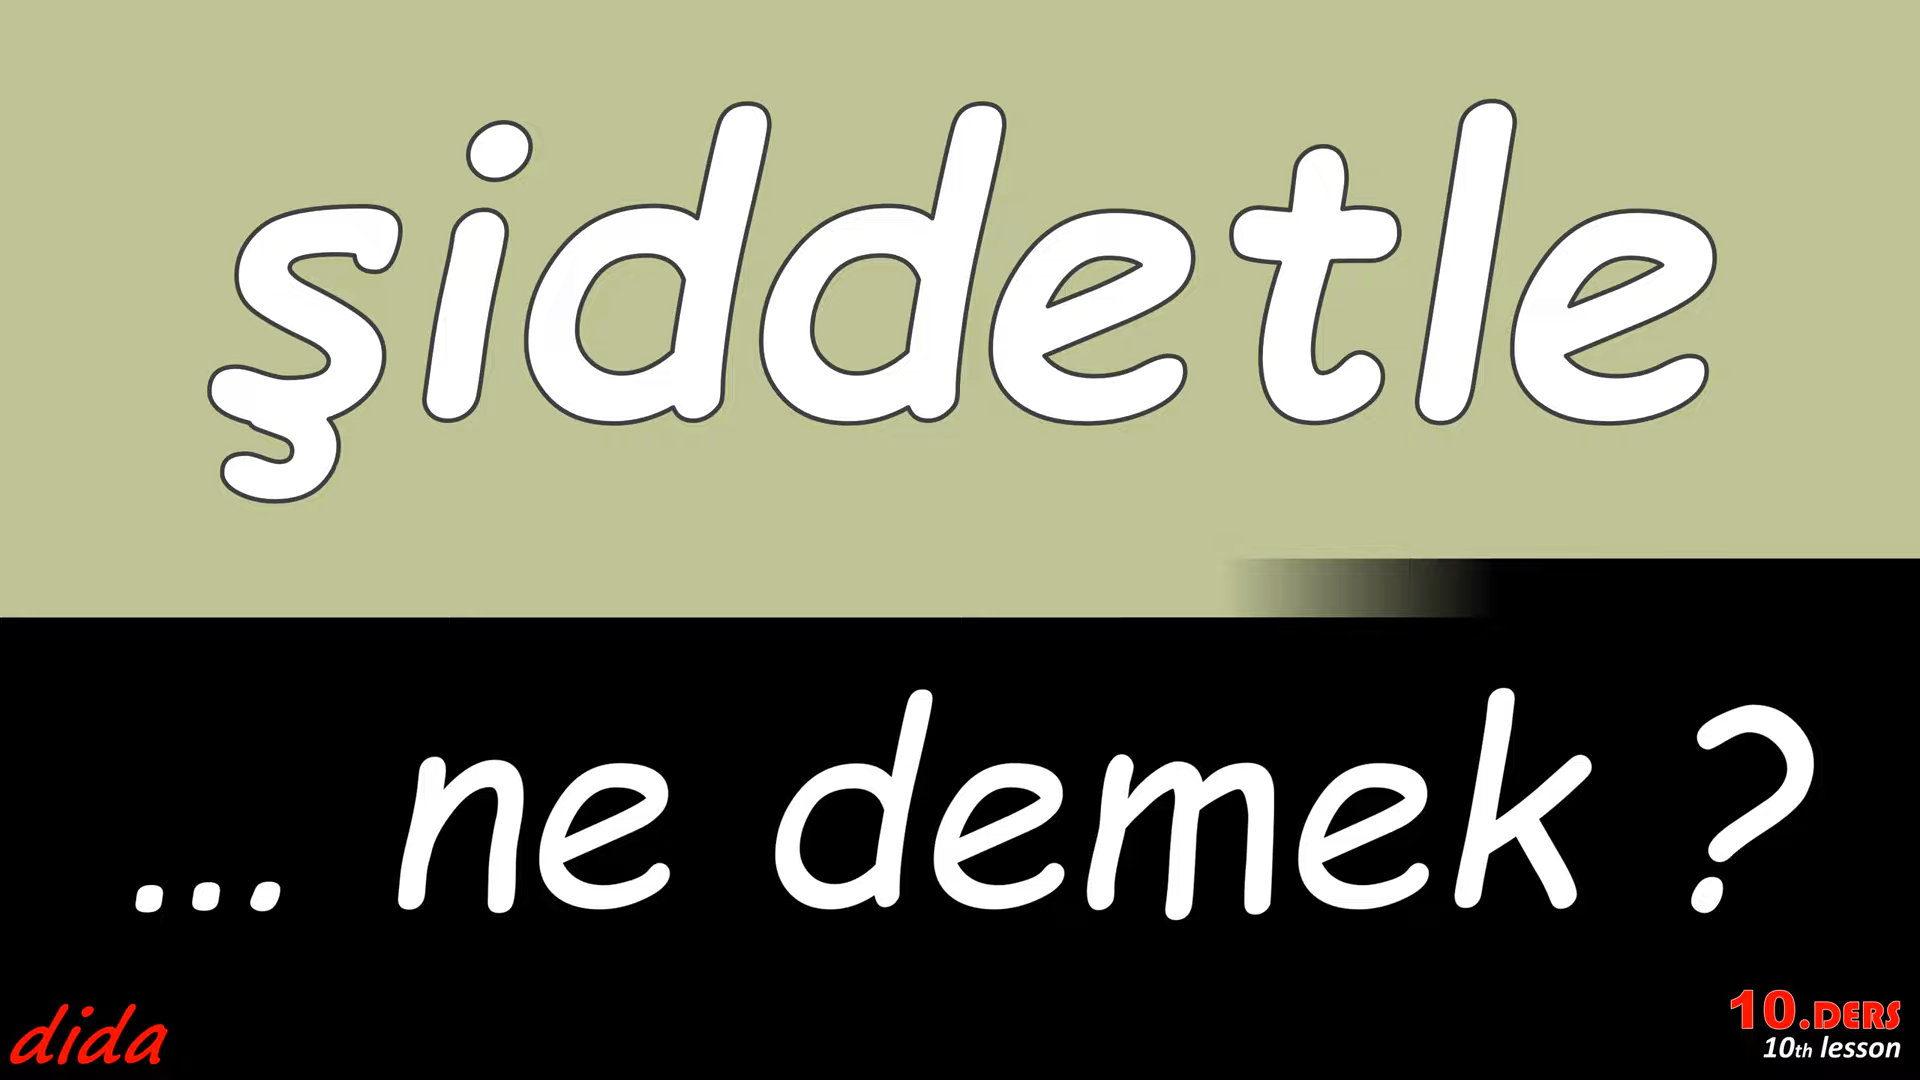 şiddetle
... ne demek ?
dida
10.DERS
10th lesson